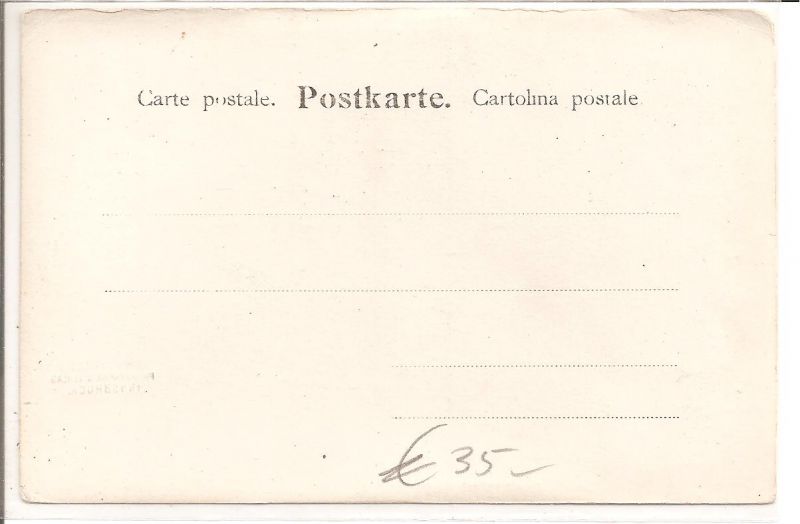 Carte postale. Postkarte. Cartolina postale
€ 35-